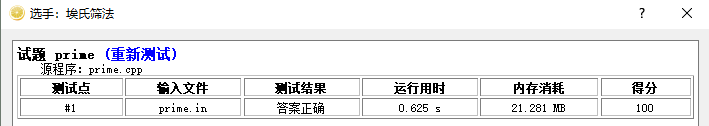 选手：埃氏筛法
试题 prime (重新测试)
源程序: prime.cpp
测试点 输入文件 测试结果 运行用时 内存消耗 得分
#1 prime.in 答案正确 0.625 s 21.281 MB 100